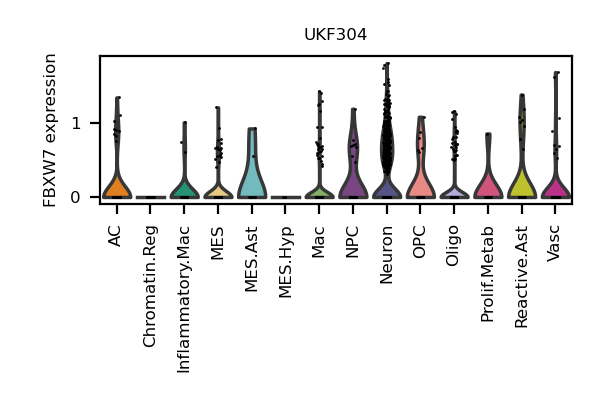 UKF304
FBXW7 expression
1
0
AC
Chromatin.Reg
Inflammatory.Mac
MES
MES.Ast
MES.Hyp
Mac
NPC
Neuron
OPC
Oligo
Prolif.Metab
Reactive.Ast
Vasc